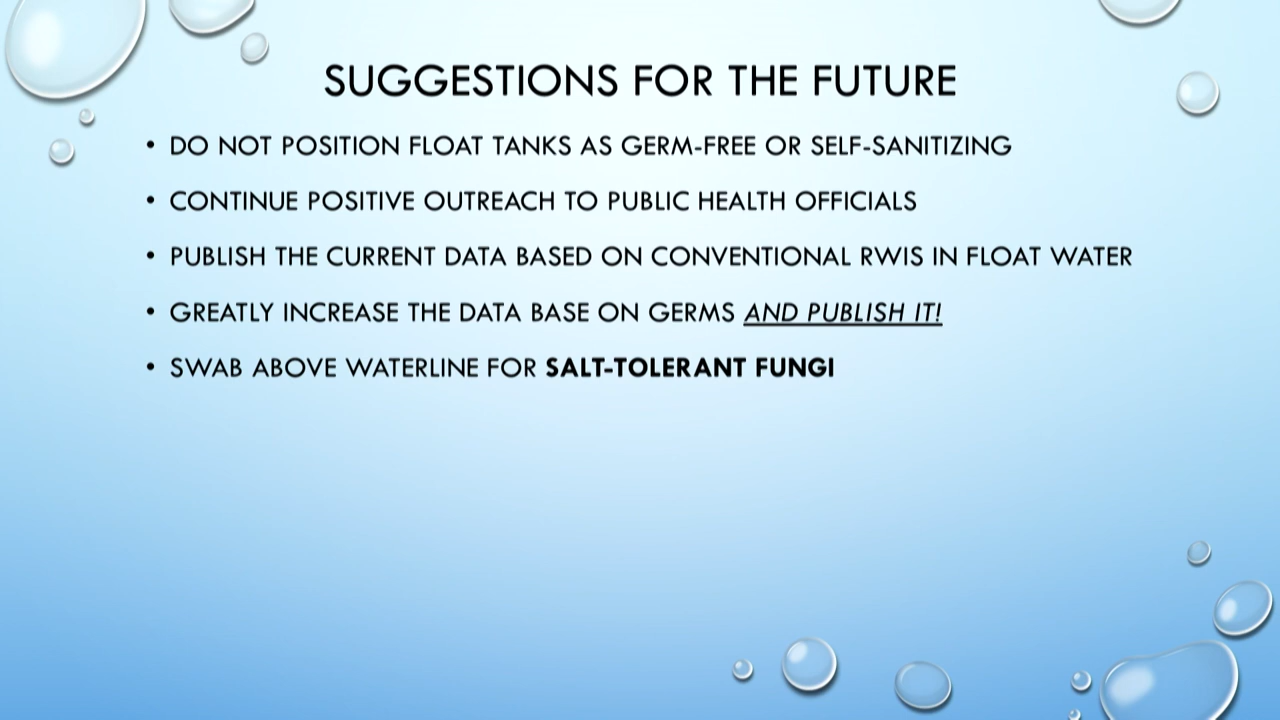 SUGGESTIONS FOR THE FUTURE
• DO NOT POSITION FLOAT TANKS AS GERM-FREE OR SELF-SANITIZING
• CONTINUE POSITIVE OUTREACH TO PUBLIC HEALTH OFFICIALS
• PUBLISH THE CURRENT DATA BASED ON CONVENTIONAL RWIS IN FLOAT WATER
• GREATLY INCREASE THE DATA BASE ON GERMS AND PUBLISH IT!
• SWAB ABOVE WATERLINE FOR SALT-TOLERANT FUNGI